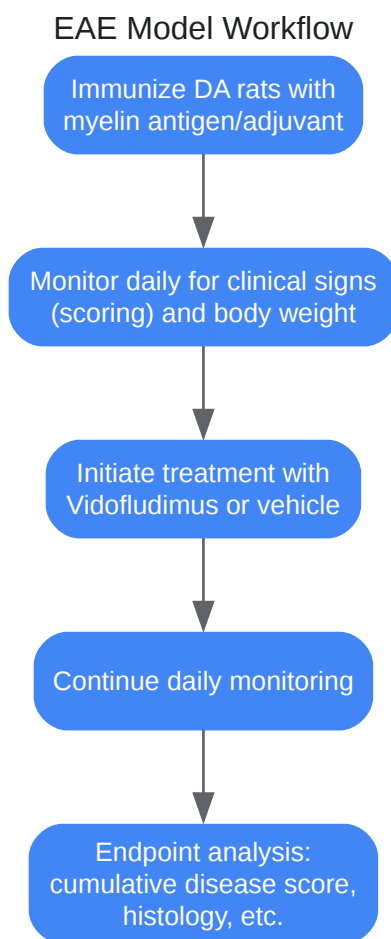 EAE Model Workflow
Immunize DA rats with
myelin antigen/adjuvant
Monitor daily for clinical signs
(scoring) and body weight
Initiate treatment with
Vidofludimus or vehicle
Continue daily monitoring
Endpoint analysis:
cumulative disease score,
histology, etc.